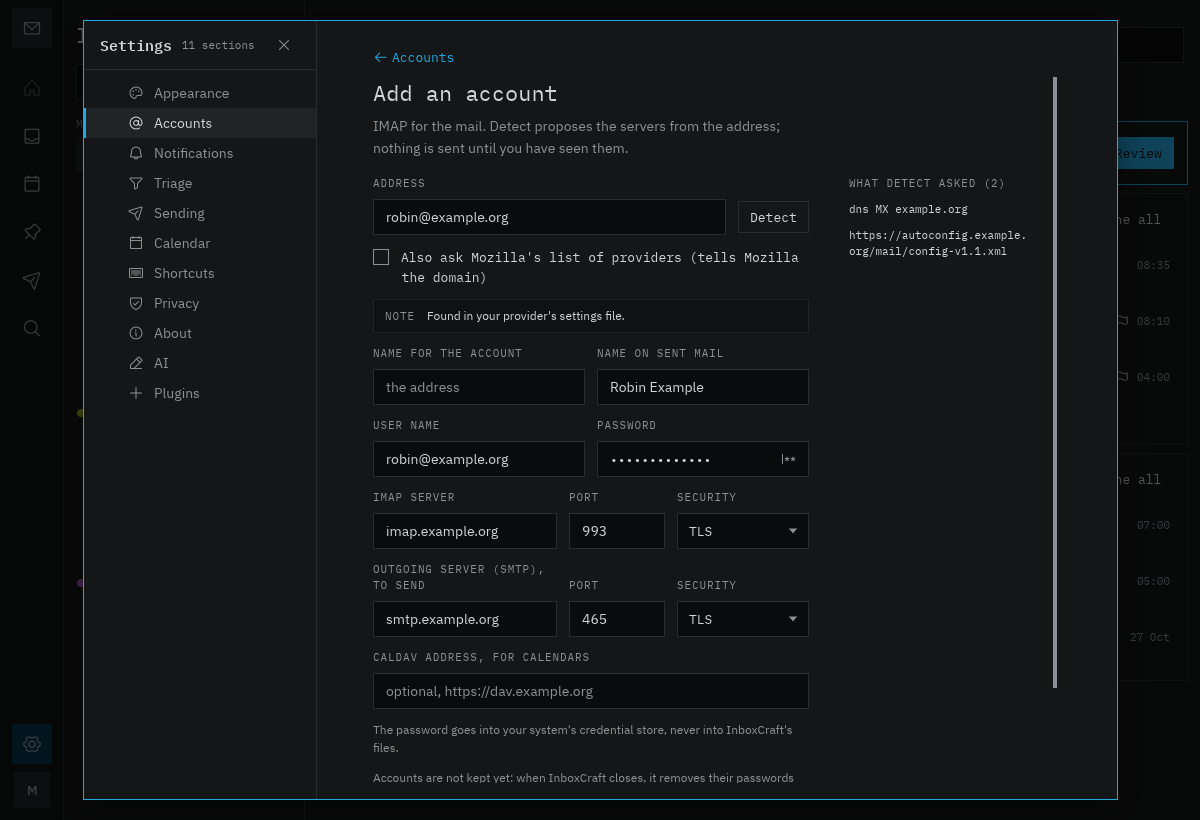 Settings 11 sections
Appearance
Accounts
Notifications
Triage
Sending
Calendar
Shortcuts
Privacy
About
AI
Plugins
M
← Accounts
Add an account
IMAP for the mail. Detect proposes the servers from the address;
nothing is sent until you have seen them.
ADDRESS
robin@example.org
Detect
Also ask Mozilla's list of providers (tells Mozilla
the domain)
NOTE Found in your provider's settings file.
NAME FOR THE ACCOUNT
NAME ON SENT MAIL
the address
Robin Example
USER NAME
PASSWORD
robin@example.org
•••••••••••••
|**
IMAP SERVER
PORT
SECURITY
imap.example.org
993
TLS
OUTGOING SERVER (SMTP),
TO SEND
PORT
SECURITY
smtp.example.org
465
TLS
CALDAV ADDRESS, FOR CALENDARS
optional, https://dav.example.org
The password goes into your system's credential store, never into InboxCraft's
files.
Accounts are not kept yet: when InboxCraft closes, it removes their passwords
WHAT DETECT ASKED (2)
dns MX example.org
https://autoconfig.example.
org/mail/config-v1.1.xml
Review
all
08:35
08:10
04:00
all
07:00
05:00
27 Oct